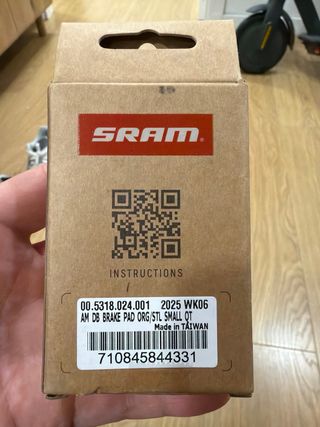 SRAM
INSTRUCTIONS
00.5318.024.001 2025 WK06
AM DB BRAKE PAD ORG/STL SMALL QT
Made in TAIWAN
710845844331